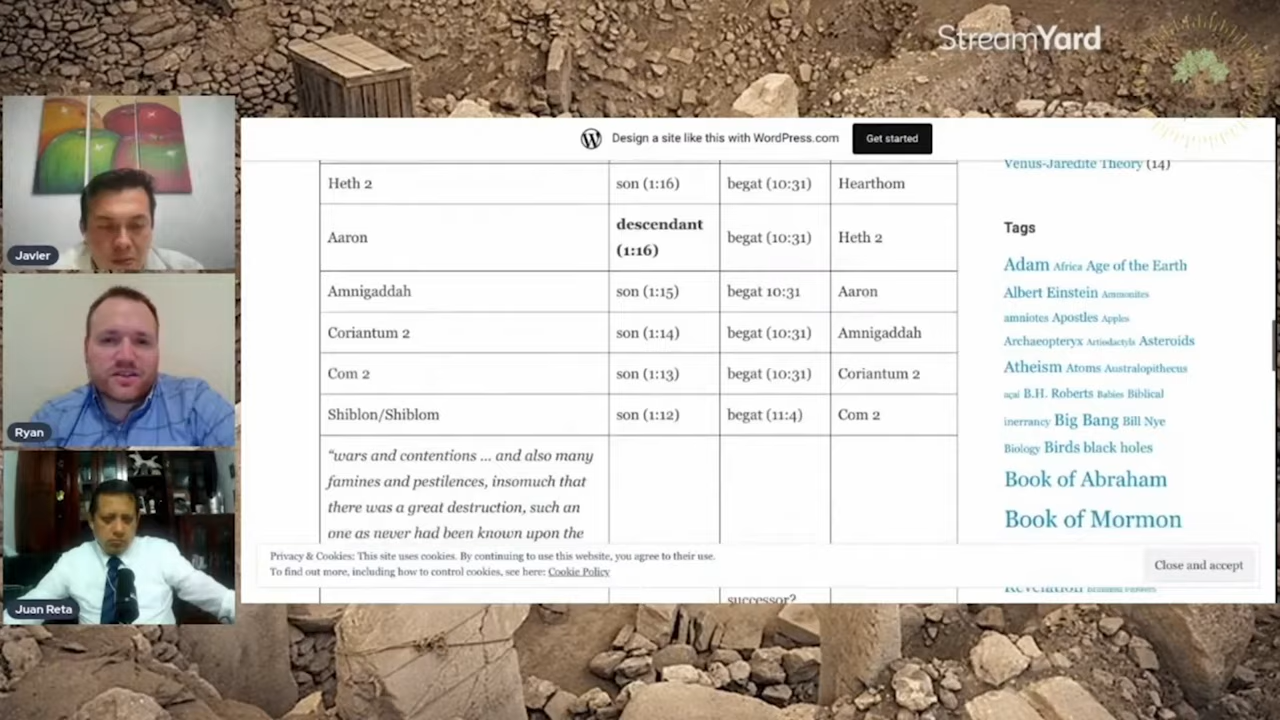 StreamYard
Design a site like this with WordPress.com
Get started
Heth 2
son (1:16)
begat (10:31)
Hearthom
Aaron
descendant
(1:16)
begat (10:31)
Heth 2
Amnigaddah
son (1:15)
begat 10:31
Aaron
Coriantum 2
son (1:14)
begat (10:31)
Amnigaddah
Com 2
son (1:13)
begat (10:31)
Coriantum 2
Shiblon/Shiblom
son (1:12)
begat (11:4)
Com 2
“wars and contentions ... and also many
famines and pestilences, insomuch that
there was a great destruction, such an
one as never had been known upon the
successor?
Venus-Jaredite Theory (14)
Tags
Adam Africa Age of the Earth
Albert Einstein Ammonites
amniotes Apostles Apples
Archaeopteryx Artiodactyls Asteroids
Atheism Atoms Australopithecus
açaí B.H. Roberts Babies Biblical
inerrancy Big Bang Bill Nye
Biology Birds black holes
Book of Abraham
Book of Mormon
Revelation
Privacy & Cookies: This site uses cookies. By continuing to use this website, you agree to their use.
To find out more, including how to control cookies, see here: Cookie Policy
Close and accept
Javier
Ryan
Juan Reta